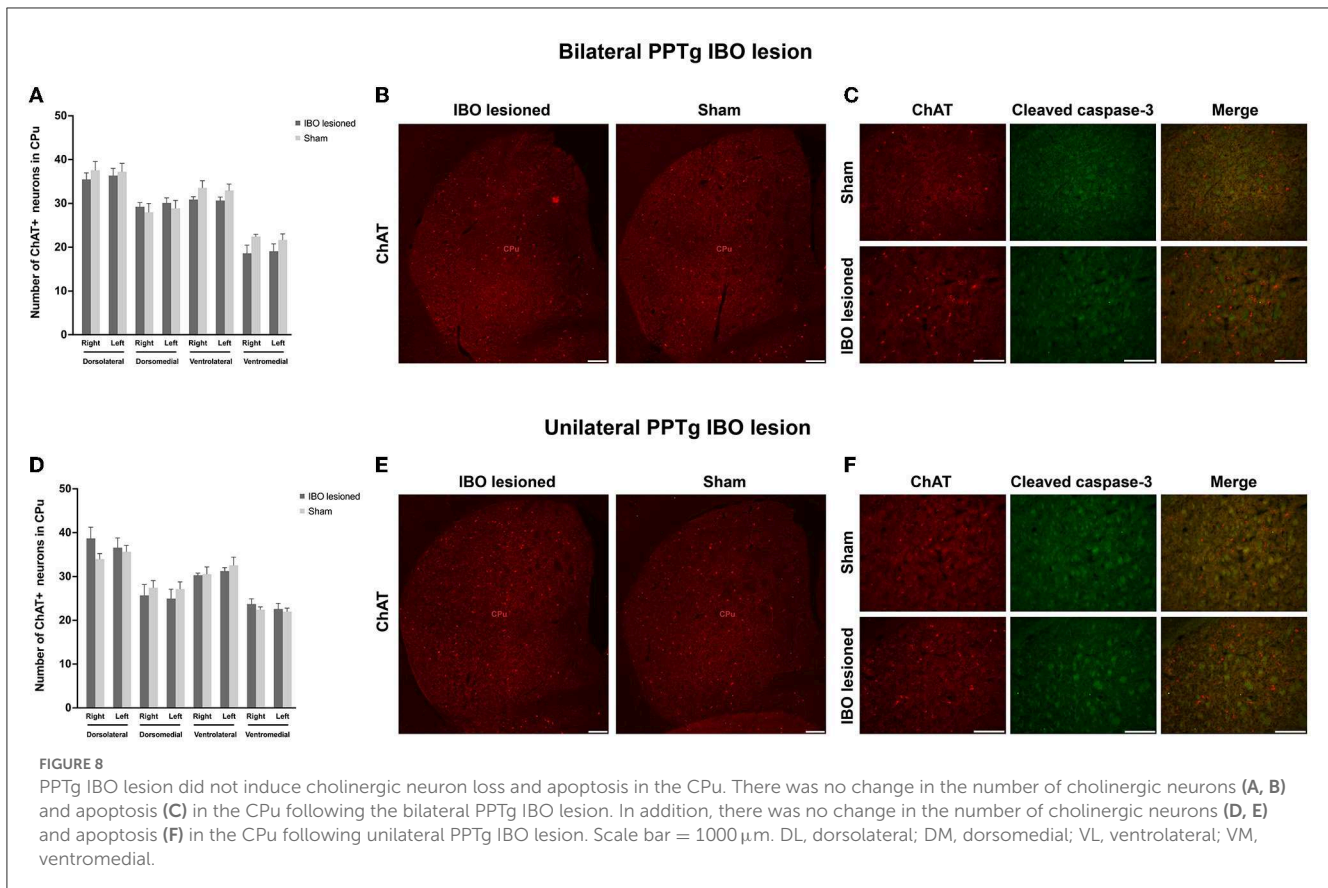 Bilateral PPTg IBO lesion
A
Number of ChAT+ neurons in CPu
50
40
30
20
10
0
IBO lesioned
Sham
Right Left Right Left Right Left Right Left
Dorsolateral Dorsomedial Ventrolateral Ventromedial
B
IBO lesioned Sham
ChAT
CPu CPu
C
ChAT Cleaved caspase-3 Merge
Sham
IBO lesioned
Unilateral PPTg IBO lesion
D
Number of ChAT+ neurons in CPu
50
40
30
20
10
0
IBO lesioned
Sham
Right Left Right Left Right Left Right Left
Dorsolateral Dorsomedial Ventrolateral Ventromedial
E
IBO lesioned Sham
ChAT
CPu CPu
F
ChAT Cleaved caspase-3 Merge
Sham
IBO lesioned
FIGURE 8
PPTg IBO lesion did not induce cholinergic neuron loss and apoptosis in the CPu. There was no change in the number of cholinergic neurons (A, B)
and apoptosis (C) in the CPu following the bilateral PPTg IBO lesion. In addition, there was no change in the number of cholinergic neurons (D, E)
and apoptosis (F) in the CPu following unilateral PPTg IBO lesion. Scale bar = 1000 μm. DL, dorsolateral; DM, dorsomedial; VL, ventrolateral; VM,
ventromedial.